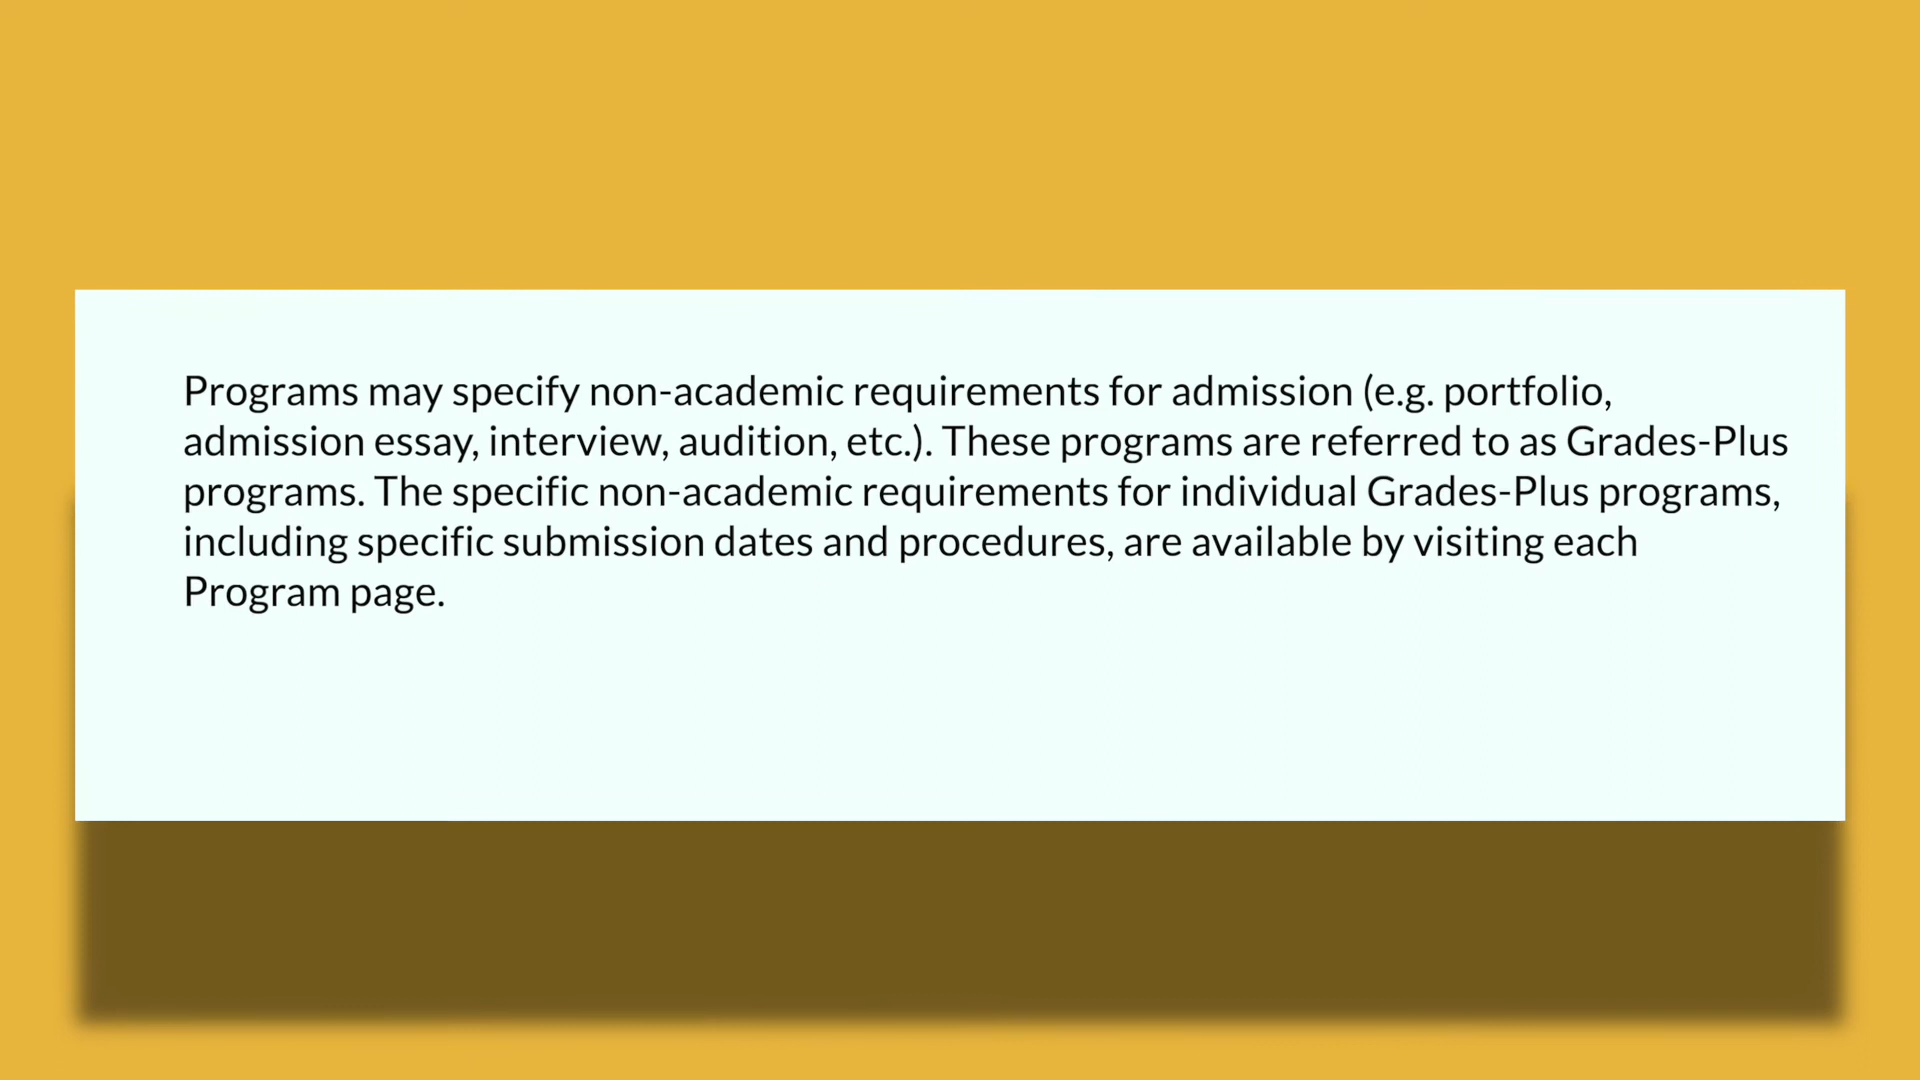 Programs may specify non-academic requirements for admission (e.g. portfolio,
admission essay, interview, audition, etc.). These programs are referred to as Grades-Plus
programs. The specific non-academic requirements for individual Grades-Plus programs,
including specific submission dates and procedures, are available by visiting each
Program page.